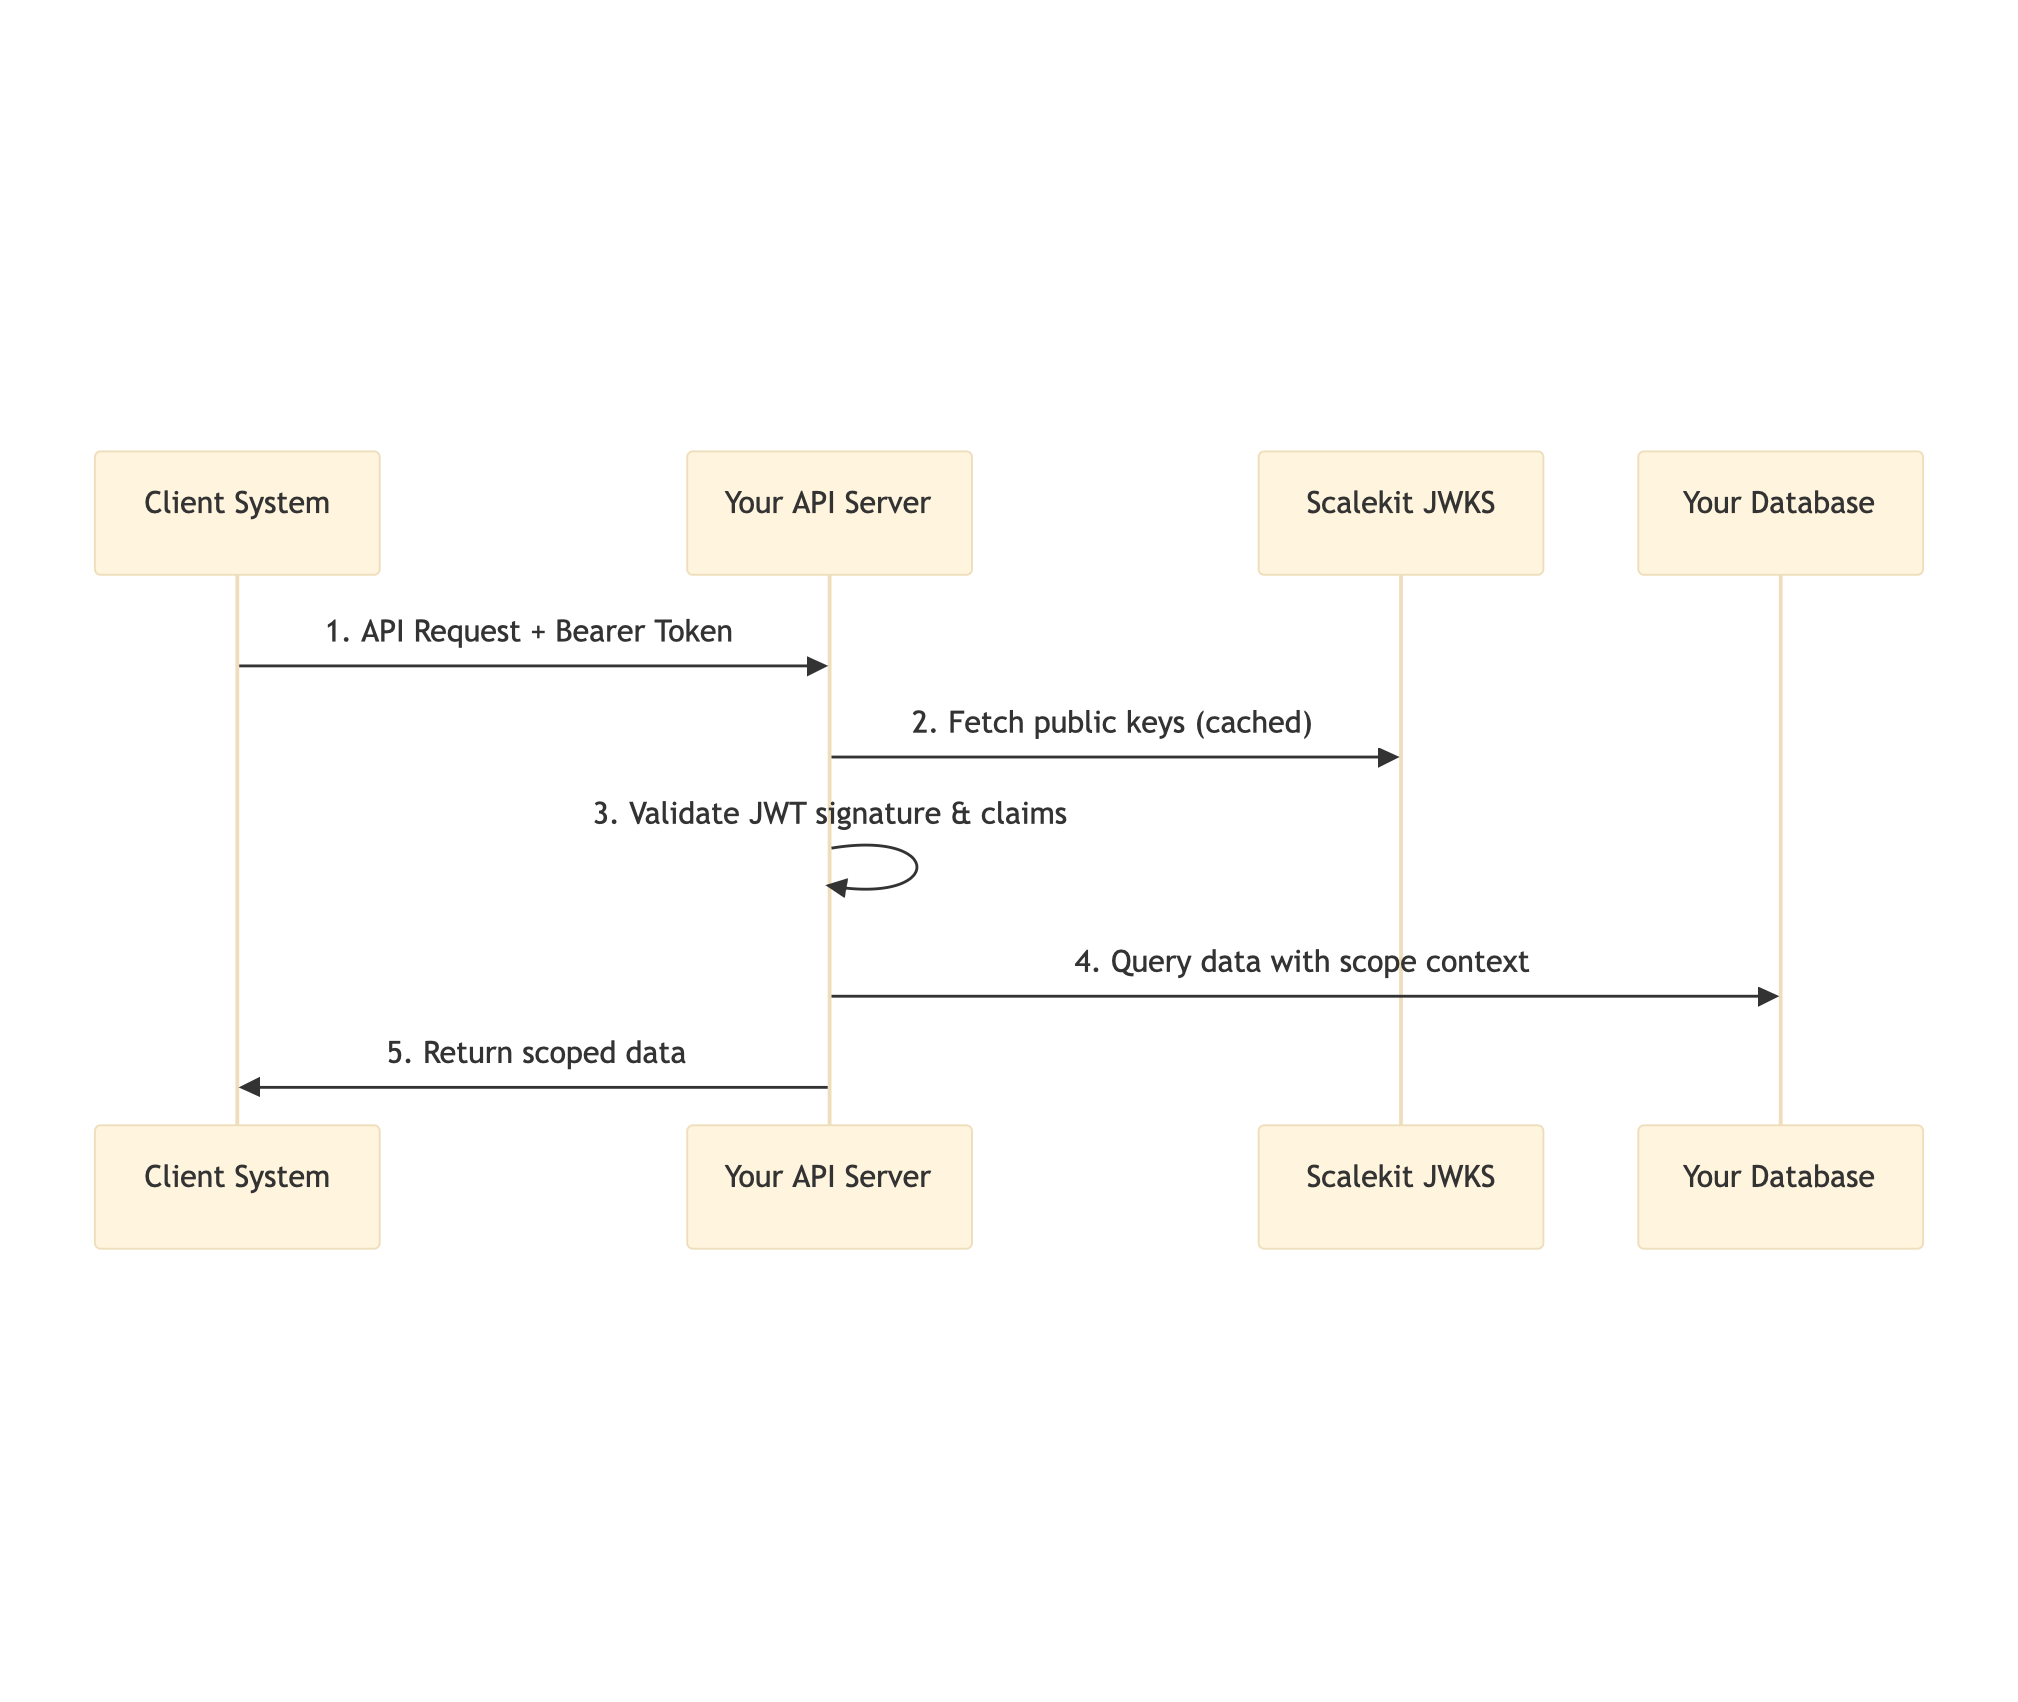 Client System
Your API Server
Scalekit JWKS
Your Database
1. API Request + Bearer Token
2. Fetch public keys (cached)
3. Validate JWT signature & claims
4. Query data with scope context
5. Return scoped data
Client System
Your API Server
Scalekit JWKS
Your Database